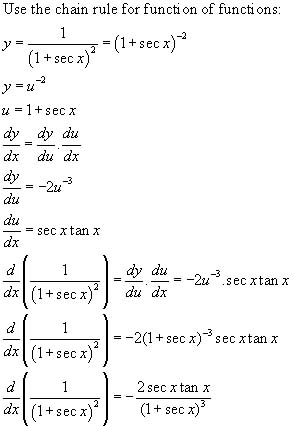 Use the chain rule for function of functions:
y = 1/(1+sec x)² = (1+sec x)⁻²
y = u⁻²
u = 1+sec x
dy/dx = dy/du . du/dx
dy/du = −2u⁻³
du/dx = sec x tan x
d/dx (1/(1+sec x)²) = dy/du . du/dx = −2u⁻³ . sec x tan x
d/dx (1/(1+sec x)²) = −2(1+sec x)⁻³ sec x tan x
d/dx (1/(1+sec x)²) = − 2 sec x tan x/(1+sec x)³